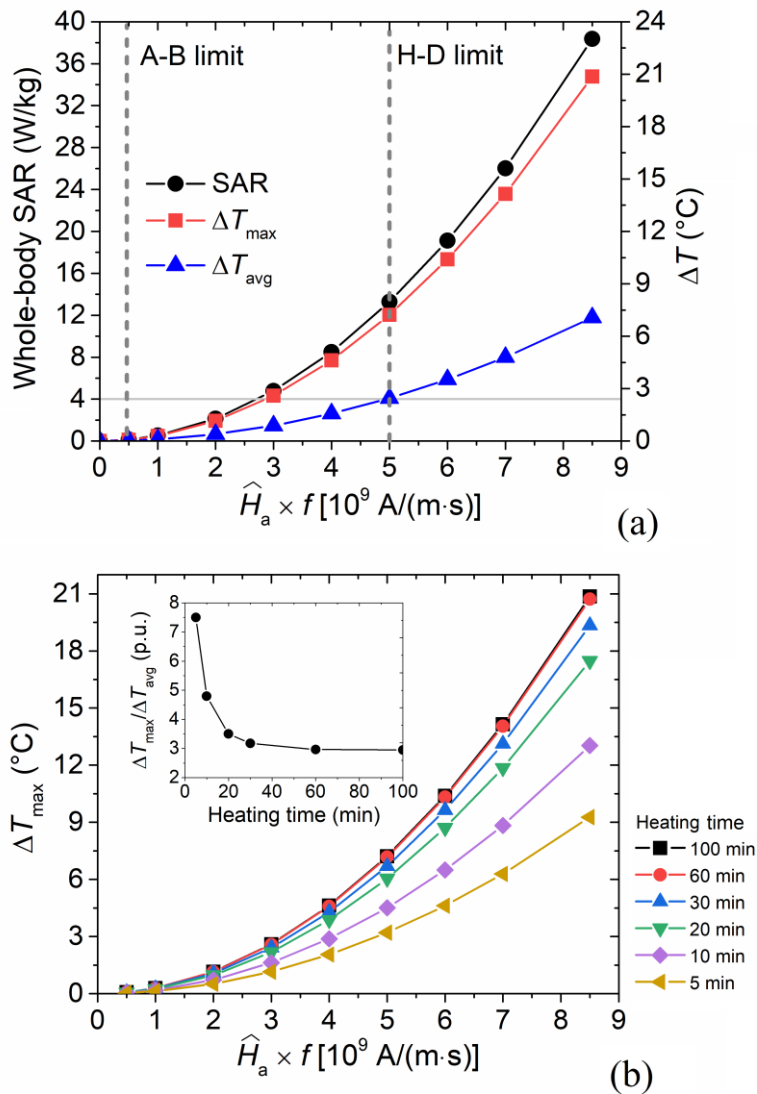 A-B limit
H-D limit
Whole-body SAR (W/kg)
40
36
32
28
24
20
16
12
8
4
0
SAR
ΔTmax
ΔTavg
24
21
18
15
12
9
6
3
0
ΔT (°C)
0 1 2 3 4 5 6 7 8 9
Ĥa × f [10⁹ A/(m·s)]
(a)
ΔTmax (°C)
21
18
15
12
9
6
3
0
ΔTmax/ΔTavg (p.u.)
8
7
6
5
4
3
2
0 20 40 60 80 100
Heating time (min)
Heating time
100 min
60 min
30 min
20 min
10 min
5 min
0 1 2 3 4 5 6 7 8 9
Ĥa × f [10⁹ A/(m·s)]
(b)